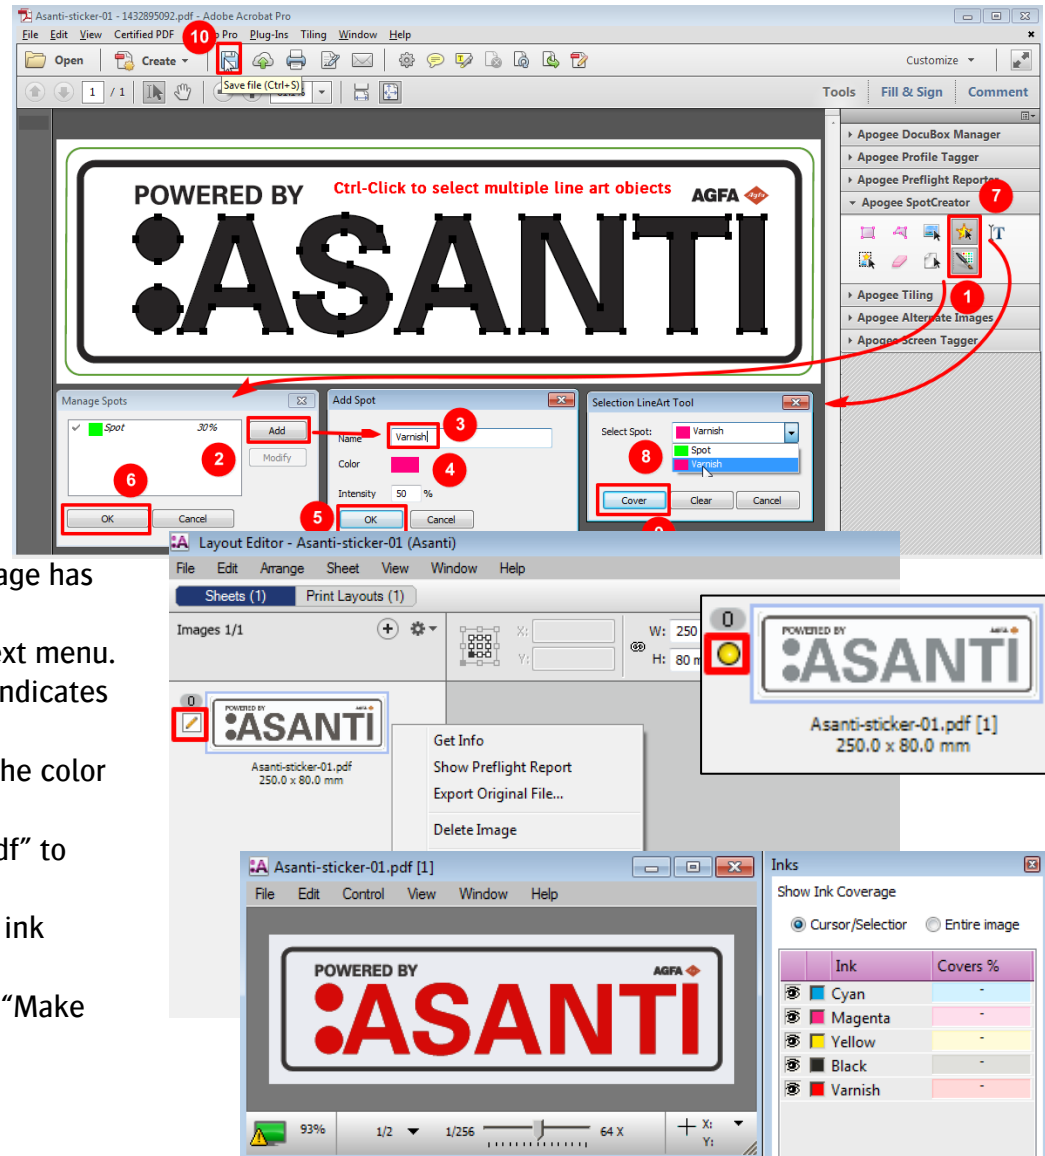 Asanti-sticker-01 - 1432895092.pdf - Adobe Acrobat Pro
File Edit View Certified PDF Pro Plug-Ins Tiling Window Help
10
Open Create Customize
Save file (Ctrl+S)
1 / 1
Tools Fill & Sign Comment
Apogee DocuBox Manager
Apogee Profile Tagger
Apogee Preflight Reporter
7
Apogee SpotCreator
T
1
Apogee Tiling
Apogee Alternate Images
Apogee Screen Tagger
POWERED BY
Ctrl-Click to select multiple line art objects
AGFA
:ASANTI
Manage Spots
Spot 30%
Add
Modify
2
6
OK Cancel
Add Spot
Name Varnish
3
Color
4
Intensity 50 %
5
OK Cancel
Selection LineArt Tool
Select Spot: Varnish
Spot
Varnish
8
Cover Clear Cancel
age has
ext menu.
ndicates
he color
df” to
ink
“Make
:A Layout Editor - Asanti-sticker-01 (Asanti)
File Edit Arrange Sheet View Window Help
Sheets (1) Print Layouts (1)
Images 1/1
X:
Y:
W: 250
H: 80
0
POWERED BY
AGFA
:ASANTI
Asanti-sticker-01.pdf
250.0 x 80.0 mm
Get Info
Show Preflight Report
Export Original File...
Delete Image
0
POWERED BY
AGFA
:ASANTI
Asanti-sticker-01.pdf [1]
250.0 x 80.0 mm
:A Asanti-sticker-01.pdf [1]
File Edit Control View Window Help
POWERED BY
AGFA
:ASANTI
93% 1/2 1/256 64 X
X:
Y:
Inks
Show Ink Coverage
Cursor/Selectior Entire image
Ink Covers %
Cyan -
Magenta -
Yellow -
Black -
Varnish -